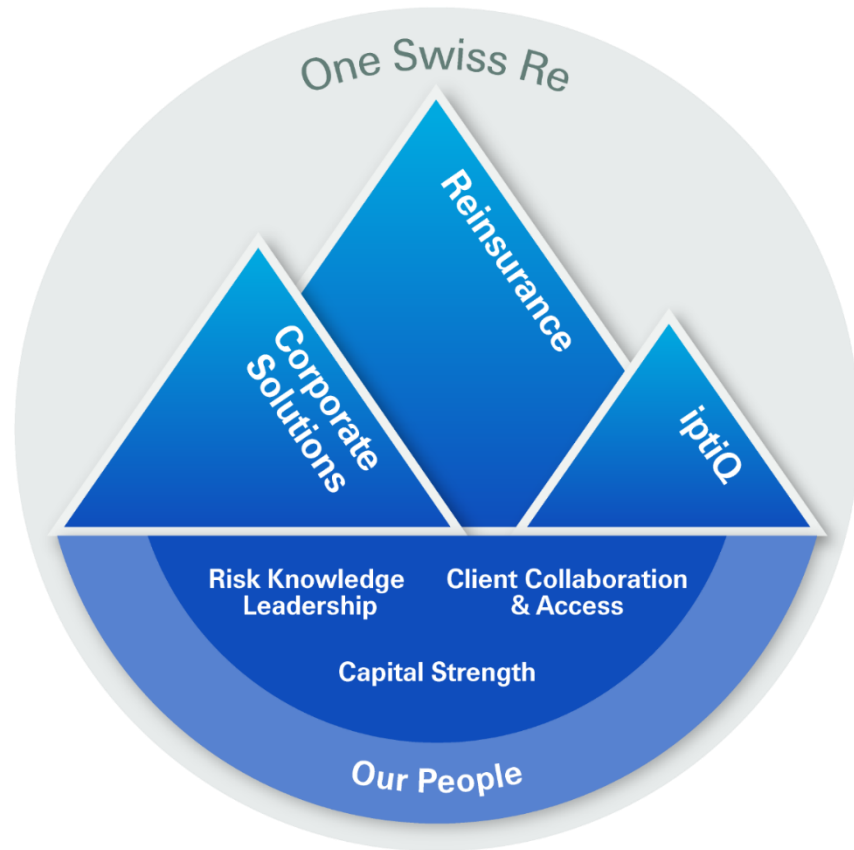 One Swiss Re
Reinsurance
Corporate
Solutions
iptiQ
Risk Knowledge
Leadership
Client Collaboration
& Access
Capital Strength
Our People